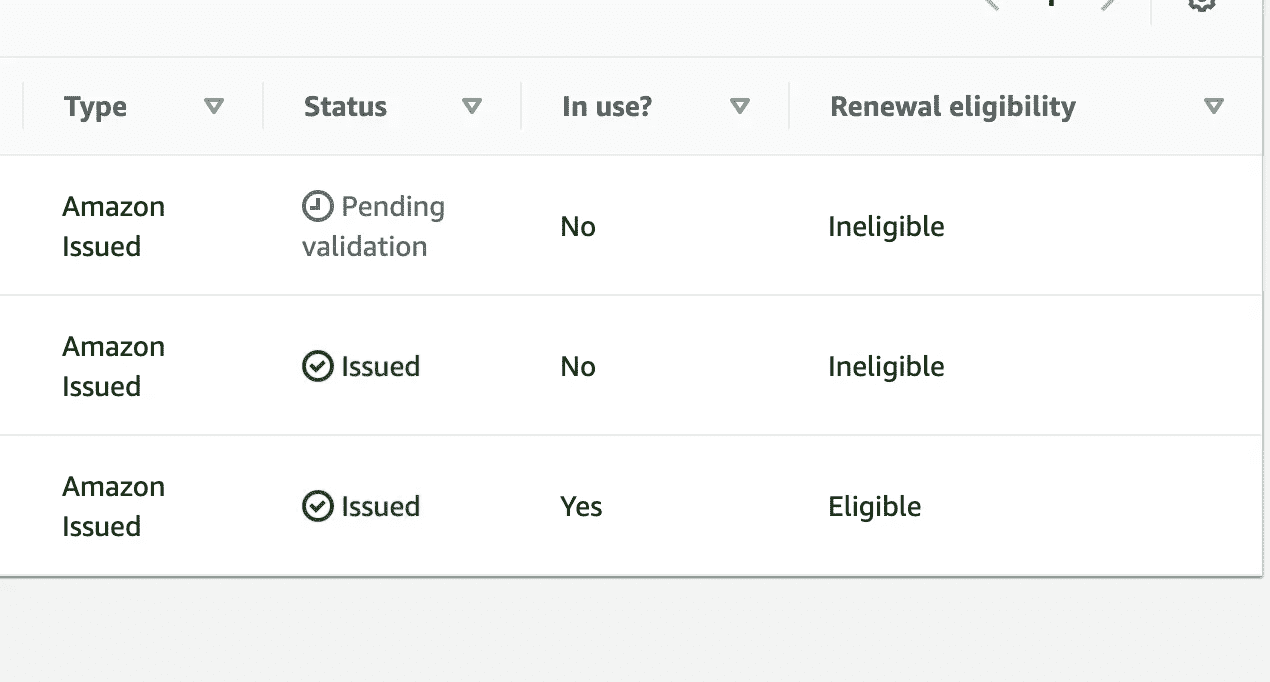 Type Status In use? Renewal eligibility
Amazon
Issued
Pending
validation
No
Ineligible
Amazon
Issued
Issued
No
Ineligible
Amazon
Issued
Issued
Yes
Eligible